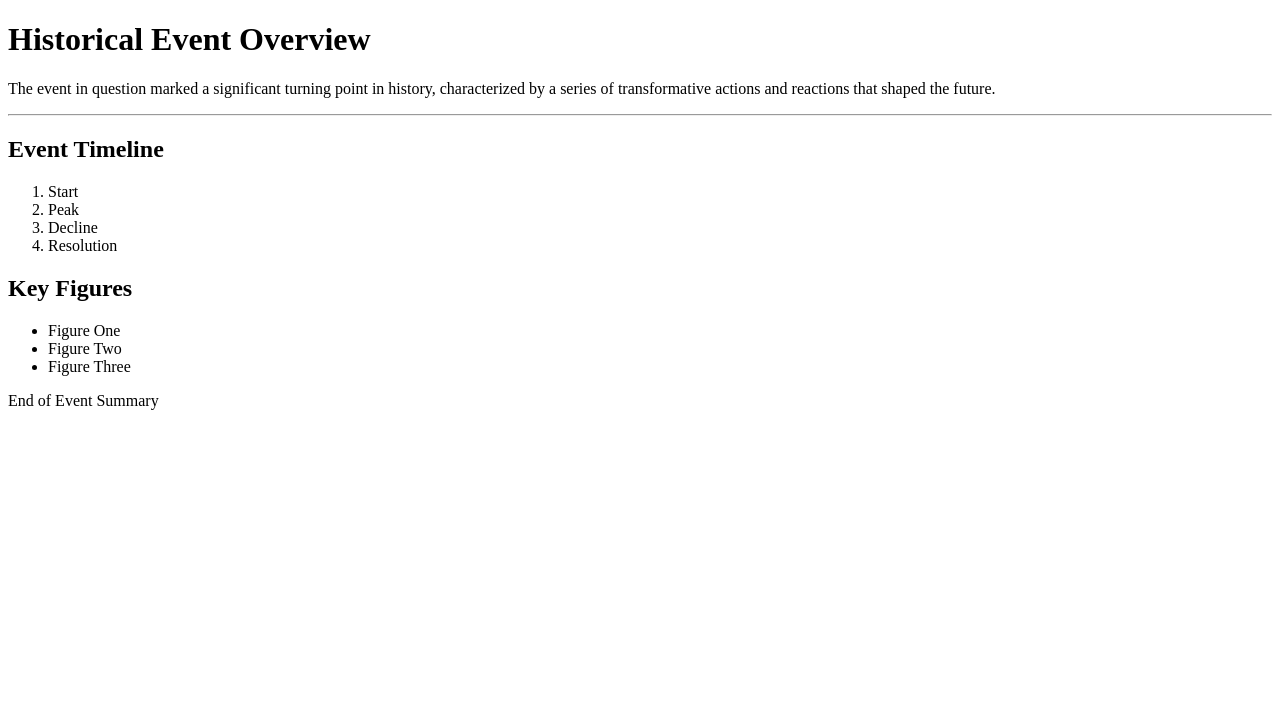 Historical Event Overview
The event in question marked a significant turning point in history, characterized by a series of transformative actions and reactions that shaped the future.
Event Timeline
1. Start
2. Peak
3. Decline
4. Resolution
Key Figures
• Figure One
• Figure Two
• Figure Three
End of Event Summary